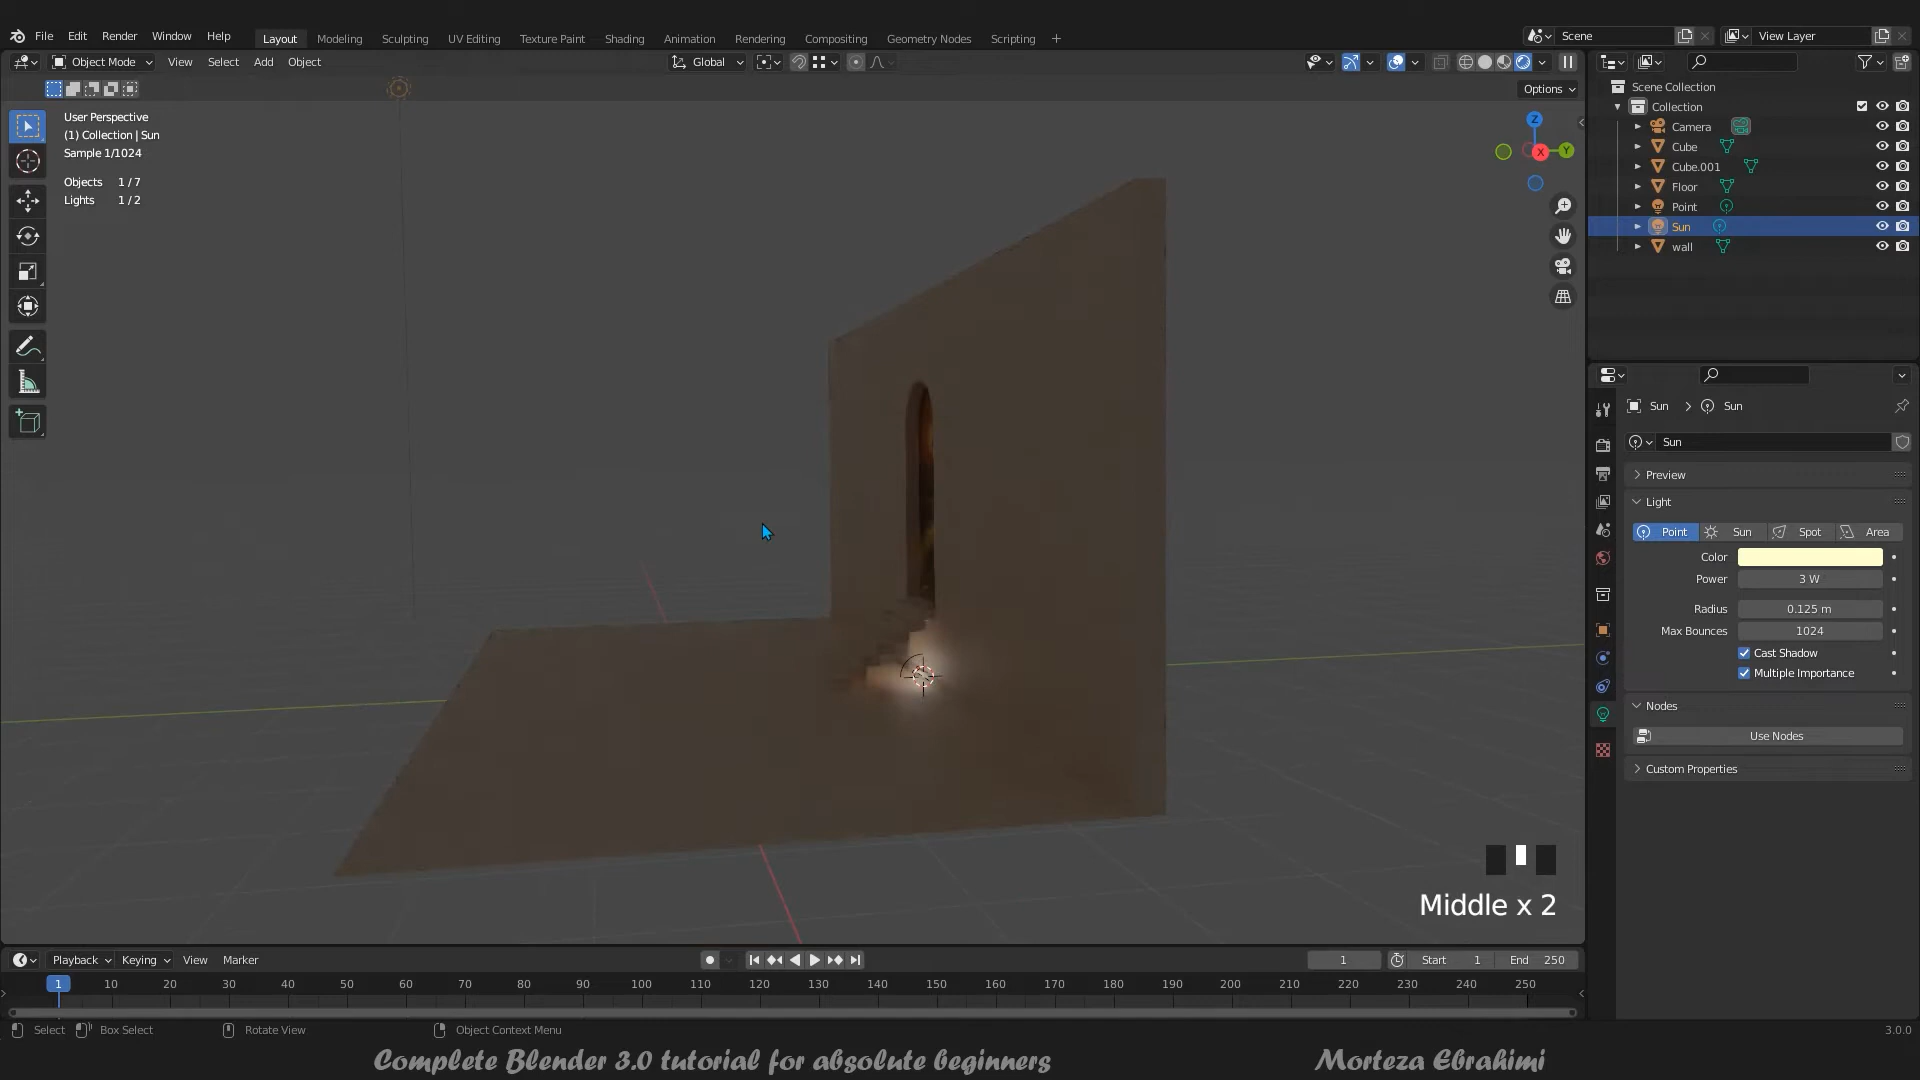 File Edit Render Window Help Layout Modeling Sculpting UV Editing Texture Paint Shading Animation Rendering Compositing Geometry Nodes Scripting + Scene View Layer
Object Mode View Select Add Object Global
Options
User Perspective
(1) Collection | Sun
Sample 1/1024
Objects 1 / 7
Lights 1 / 2
Z
X
Y
Middle x 2
Scene Collection
Collection
Camera
Cube
Cube.001
Floor
Point
Sun
wall
Sun > Sun
Sun
Preview
Light
Point Sun Spot Area
Color
Power 3 W
Radius 0.125 m
Max Bounces 1024
Cast Shadow
Multiple Importance
Nodes
Use Nodes
Custom Properties
Playback Keying View Marker 1 Start 1 End 250
1 10 20 30 40 50 60 70 80 90 100 110 120 130 140 150 160 170 180 190 200 210 220 230 240 250
Select Box Select Rotate View Object Context Menu 3.0.0
Complete Blender 3.0 tutorial for absolute beginners Morteza Ebrahimi